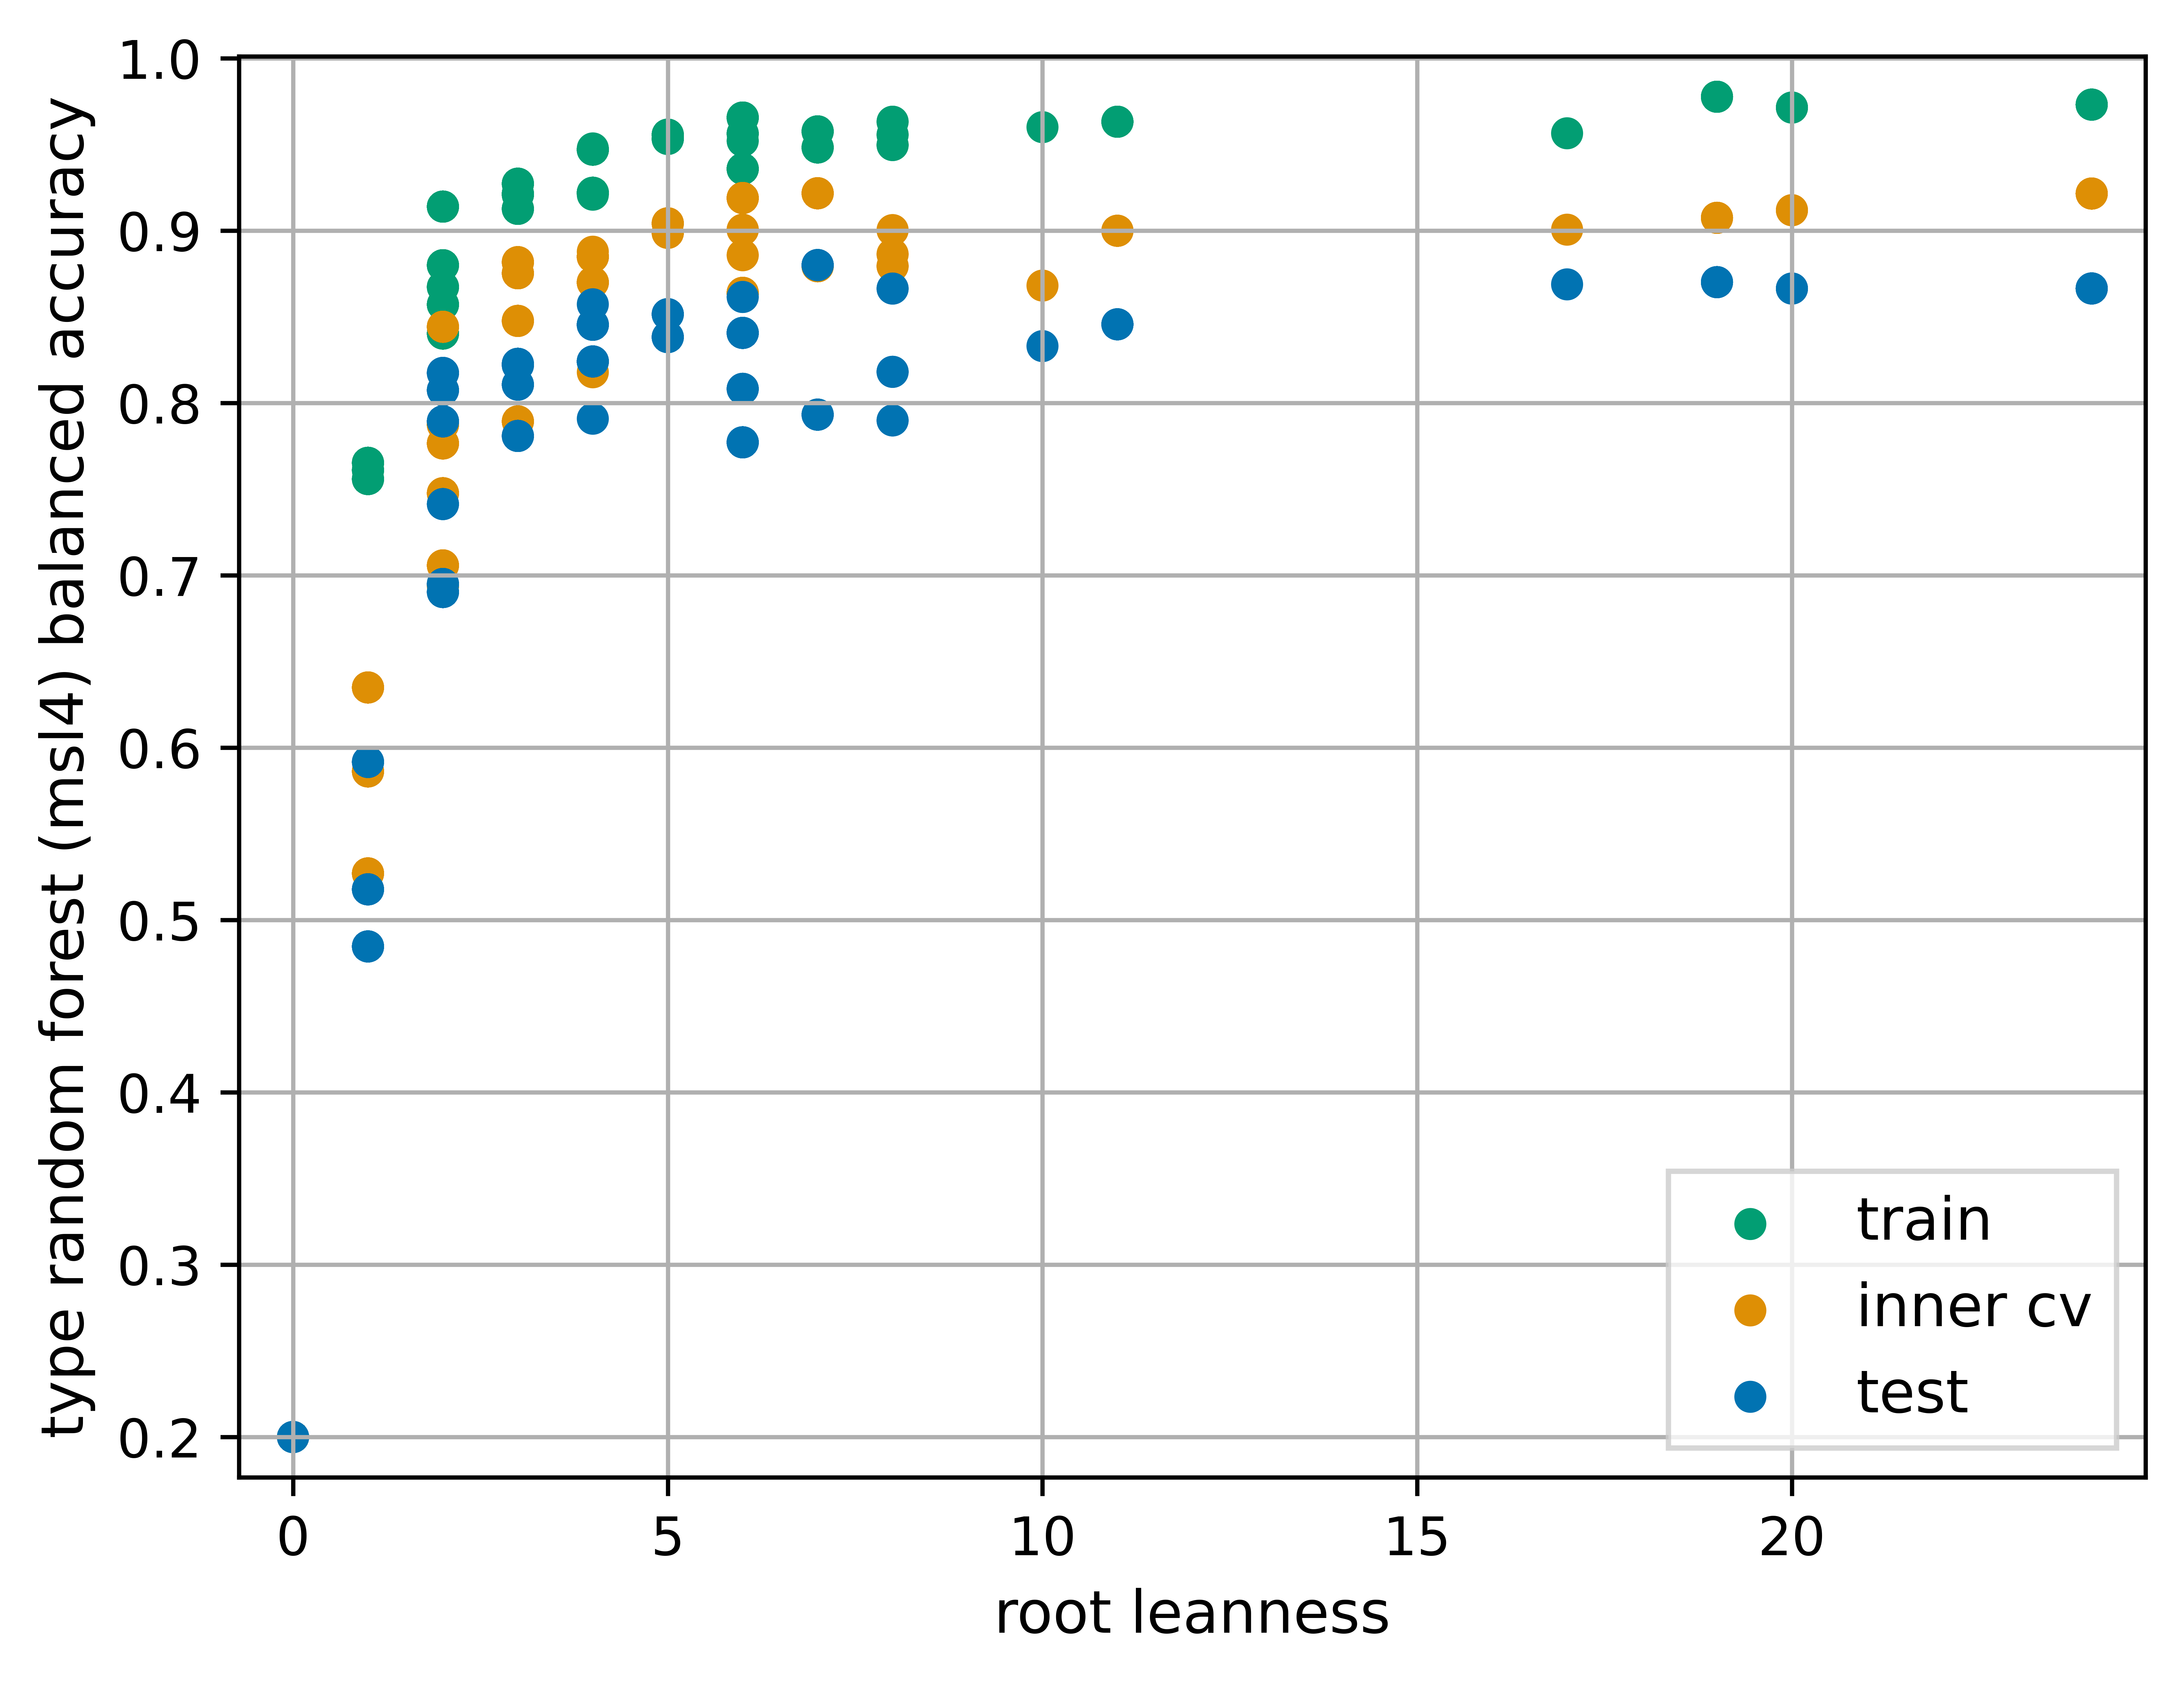 type random forest (msl4) balanced accuracy
1.0
0.9
0.8
0.7
0.6
0.5
0.4
0.3
0.2
train
inner cv
test
0 5 10 15 20
root leanness